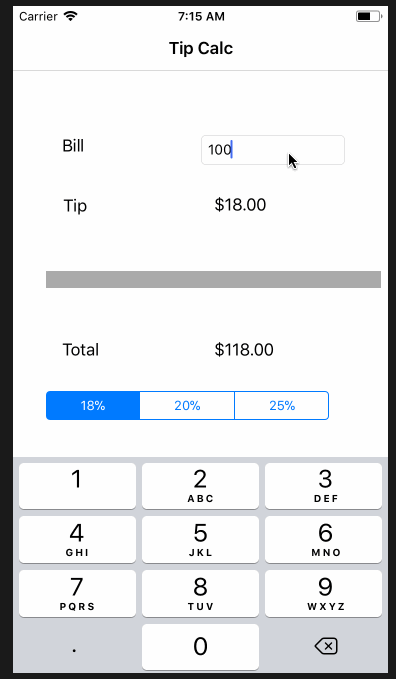 Carrier 7:15 AM
Tip Calc
Bill 100
Tip $18.00
Total $118.00
18% 20% 25%
1 2 3
ABC DEF
4 5 6
GHI JKL MNO
7 8 9
PQRS TUV WXYZ
. 0